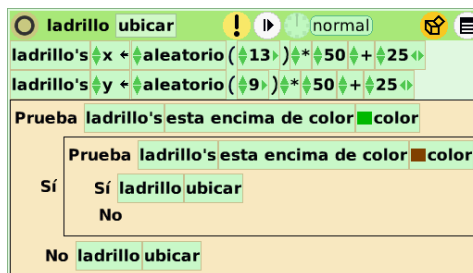 ladrillo ubicar ! normal
ladrillo's x ← aleatorio ( 13 ) * 50 + 25
ladrillo's y ← aleatorio ( 9 ) * 50 + 25
Prueba ladrillo's esta encima de color color
Prueba ladrillo's esta encima de color color
Sí Sí ladrillo ubicar
No
No ladrillo ubicar